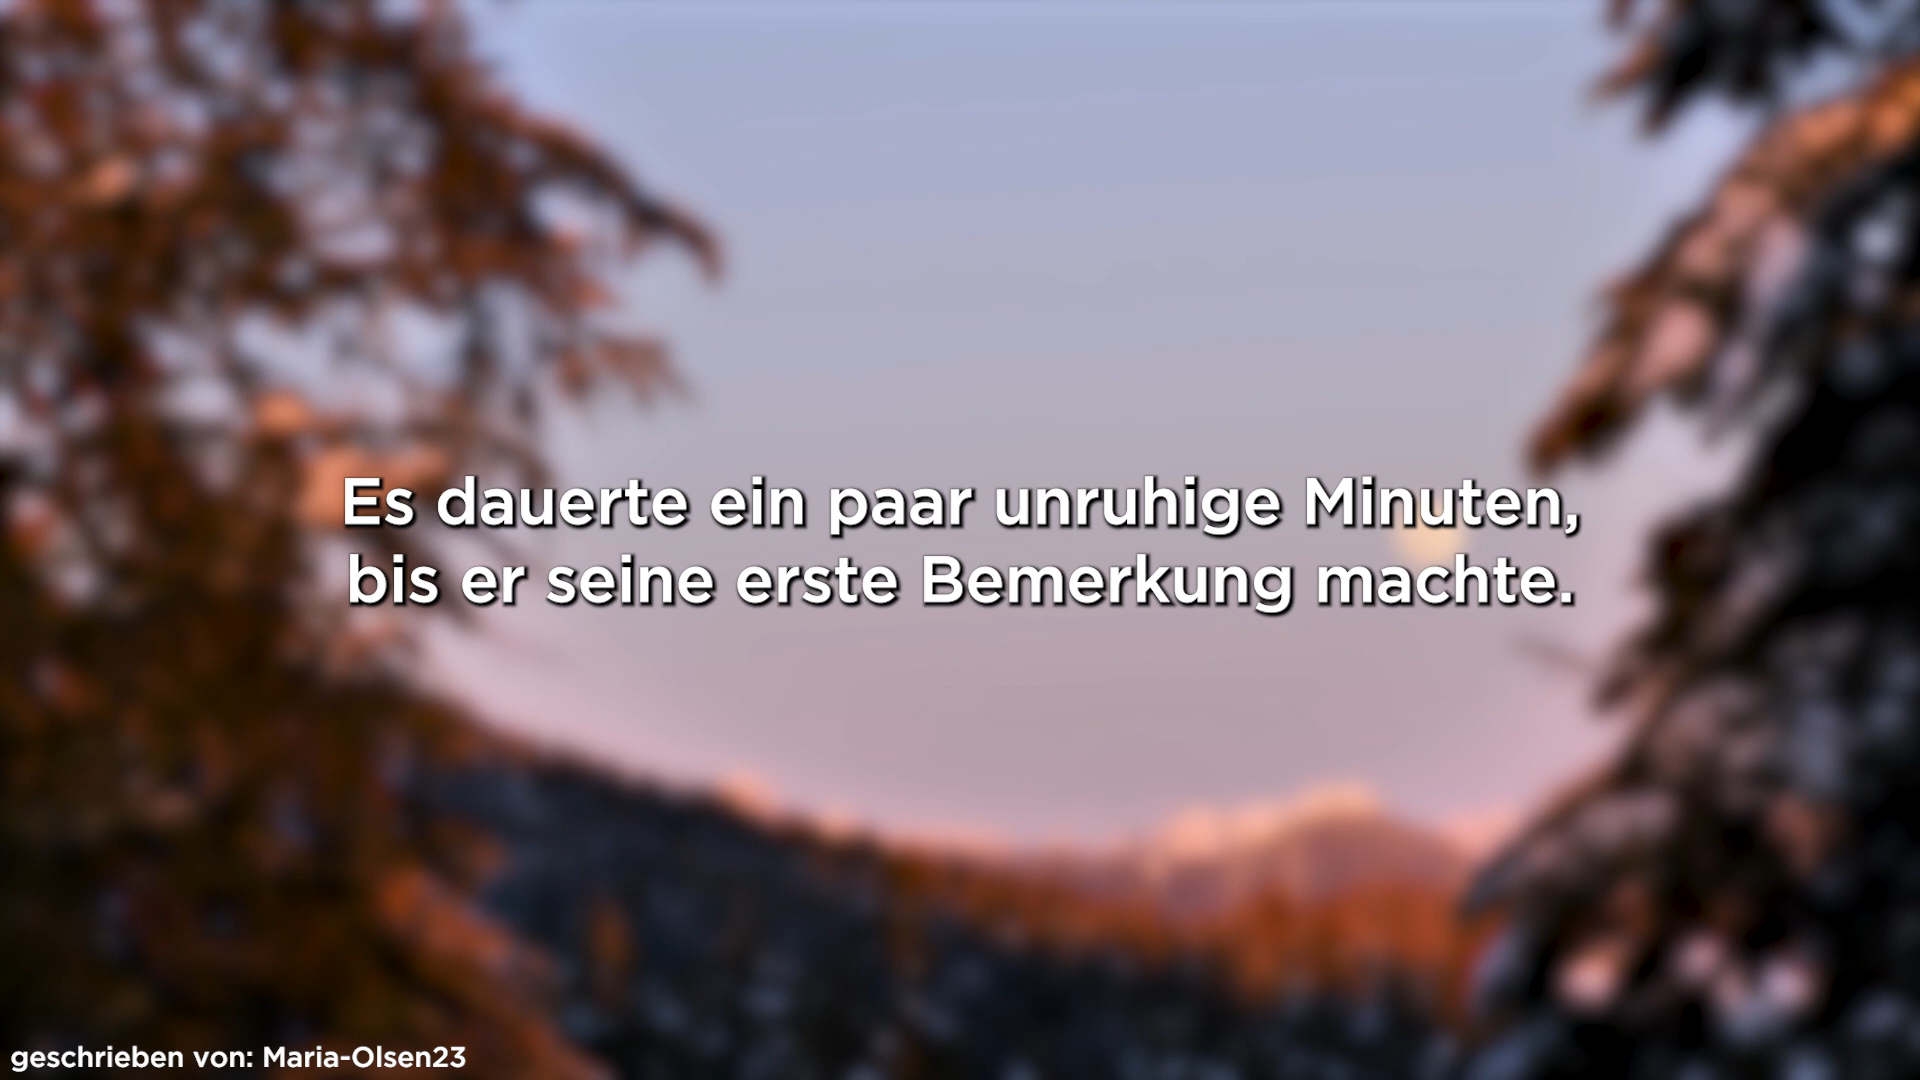 Es dauerte ein paar unruhige Minuten,
bis er seine erste Bemerkung machte.
geschrieben von: Maria-Olsen23